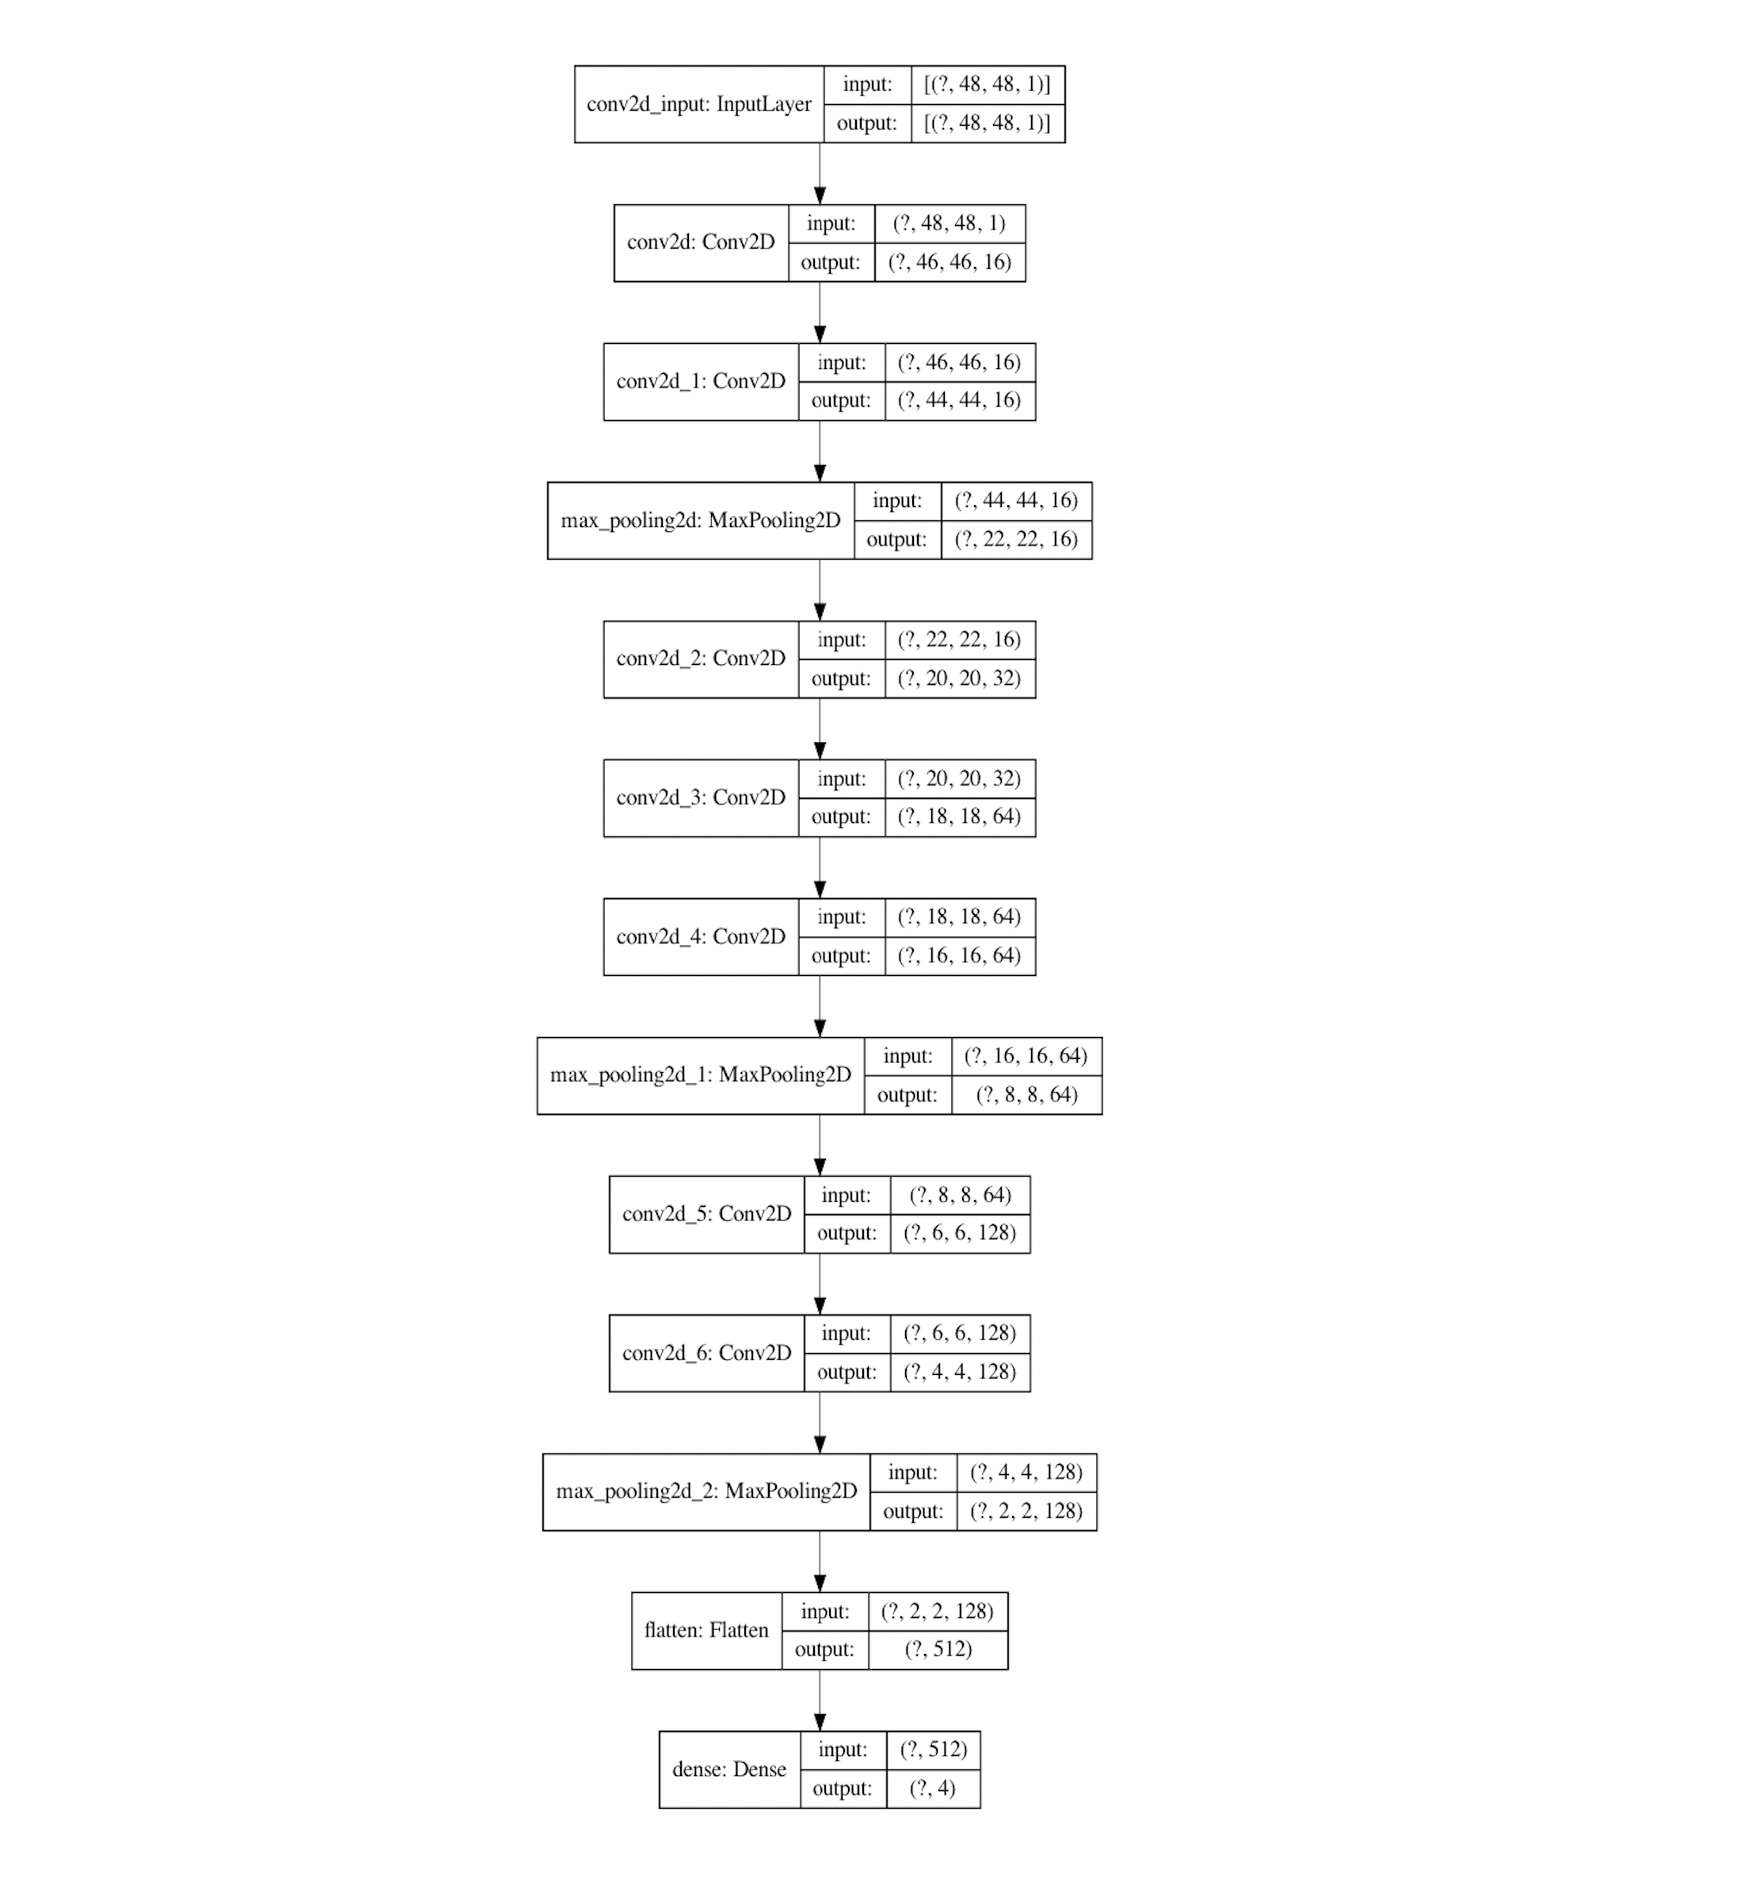 conv2d_input: InputLayer
input:
[(?, 48, 48, 1)]
output:
[(?, 48, 48, 1)]
conv2d: Conv2D
input:
(?, 48, 48, 1)
output:
(?, 46, 46, 16)
conv2d_1: Conv2D
input:
(?, 46, 46, 16)
output:
(?, 44, 44, 16)
max_pooling2d: MaxPooling2D
input:
(?, 44, 44, 16)
output:
(?, 22, 22, 16)
conv2d_2: Conv2D
input:
(?, 22, 22, 16)
output:
(?, 20, 20, 32)
conv2d_3: Conv2D
input:
(?, 20, 20, 32)
output:
(?, 18, 18, 64)
conv2d_4: Conv2D
input:
(?, 18, 18, 64)
output:
(?, 16, 16, 64)
max_pooling2d_1: MaxPooling2D
input:
(?, 16, 16, 64)
output:
(?, 8, 8, 64)
conv2d_5: Conv2D
input:
(?, 8, 8, 64)
output:
(?, 6, 6, 128)
conv2d_6: Conv2D
input:
(?, 6, 6, 128)
output:
(?, 4, 4, 128)
max_pooling2d_2: MaxPooling2D
input:
(?, 4, 4, 128)
output:
(?, 2, 2, 128)
flatten: Flatten
input:
(?, 2, 2, 128)
output:
(?, 512)
dense: Dense
input:
(?, 512)
output:
(?, 4)